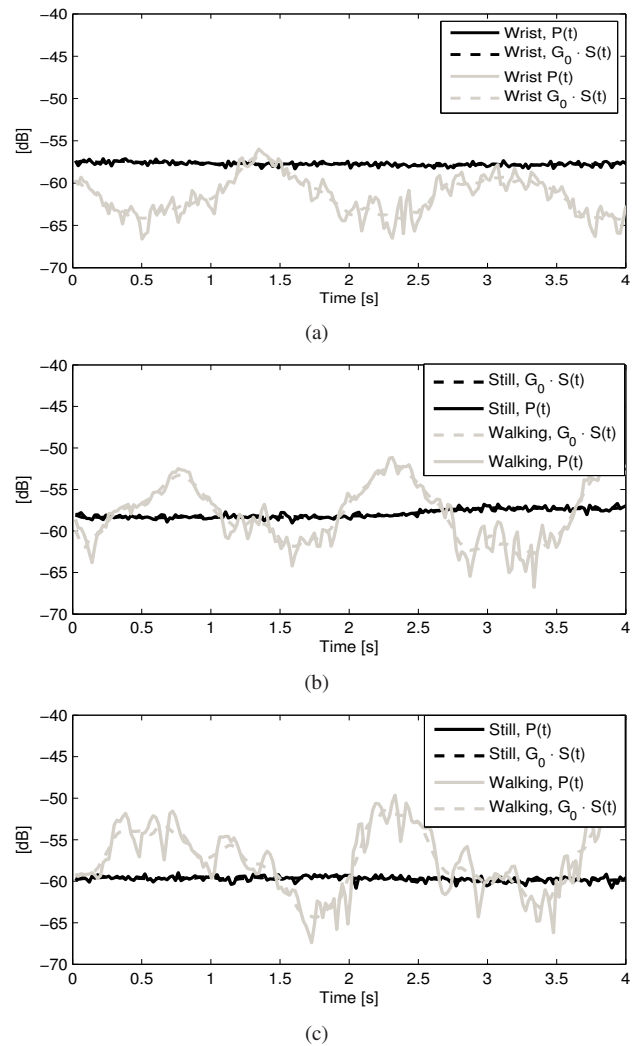 −40
−45
−50
−55
−60
−65
−70
[dB]
0 0.5 1 1.5 2 2.5 3 3.5 4
Time [s]
Wrist, P(t)
Wrist, G₀ · S(t)
Wrist P(t)
Wrist G₀ · S(t)
(a)
−40
−45
−50
−55
−60
−65
−70
[dB]
0 0.5 1 1.5 2 2.5 3 3.5 4
Time [s]
Still, G₀ · S(t)
Still, P(t)
Walking, G₀ · S(t)
Walking, P(t)
(b)
−40
−45
−50
−55
−60
−65
−70
[dB]
0 0.5 1 1.5 2 2.5 3 3.5 4
Time [s]
Still, P(t)
Still, G₀ · S(t)
Walking, P(t)
Walking, G₀ · S(t)
(c)